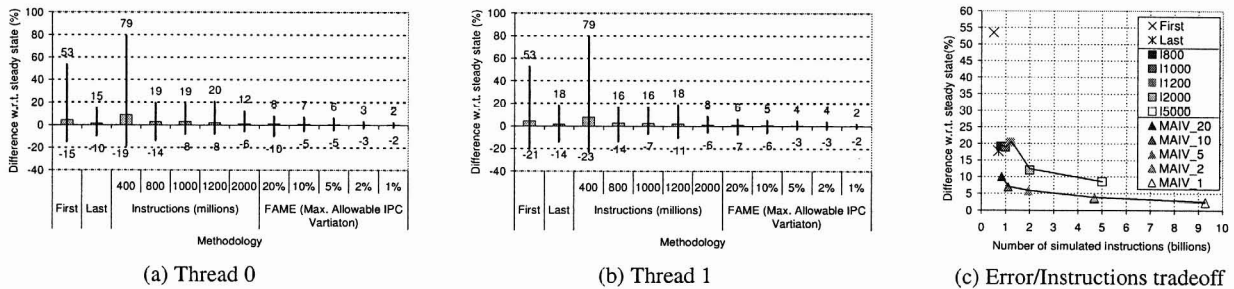 Difference w.r.t. steady state(%)
100
80
60
40
20
0
-20
-40
53
-15
15
-10
79
-19
19
-14
19
-8
20
-8
12
-6
8
-10
7
-5
6
-5
3
-3
2
-2
400 800 1000 1200 2000 20% 10% 5% 2% 1%
First Last Instructions (millions) FAME (Max. Allowable IPC
Vartiaton)
Methodology
(a) Thread 0
Difference w.r.t. steady state(%)
100
80
60
40
20
0
-20
-40
53
-21
18
-14
79
-23
16
-14
16
-7
18
-11
8
-6
6
-7
5
-6
4
-3
4
-3
2
-2
400 800 1000 1200 2000 20% 10% 5% 2% 1%
First Last Instructions (millions) FAME (Max. Allowable IPC
Vartiaton)
Methodology
(b) Thread 1
Difference w.r.t. steady state(%)
60
55
50
45
40
35
30
25
20
15
10
5
0
0 1 2 3 4 5 6 7 8 9 10
Number of simulated instructions (billions)
First
Last
I800
I1000
I1200
I2000
I5000
MAIV_20
MAIV_10
MAIV_5
MAIV_2
MAIV_1
(c) Error/Instructions tradeoff